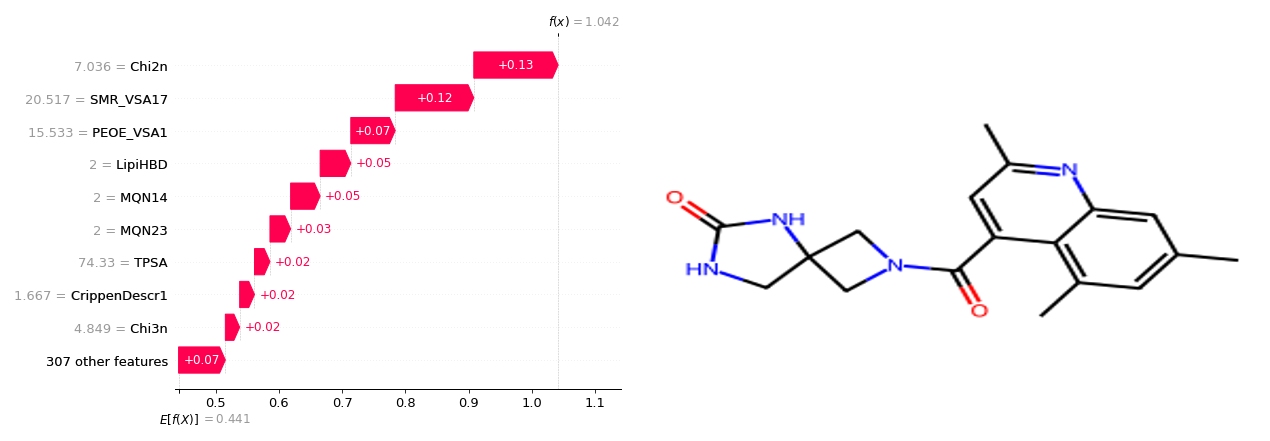 f(x) = 1.042
7.036 = Chi2n +0.13
20.517 = SMR_VSA17 +0.12
15.533 = PEOE_VSA1 +0.07
2 = LipiHBD +0.05
2 = MQN14 +0.05
2 = MQN23 +0.03
74.33 = TPSA +0.02
1.667 = CrippenDescr1 +0.02
4.849 = Chi3n +0.02
307 other features +0.07
0.5 0.6 0.7 0.8 0.9 1.0 1.1
E[f(X)] = 0.441
N
O
NH
HN
N
O